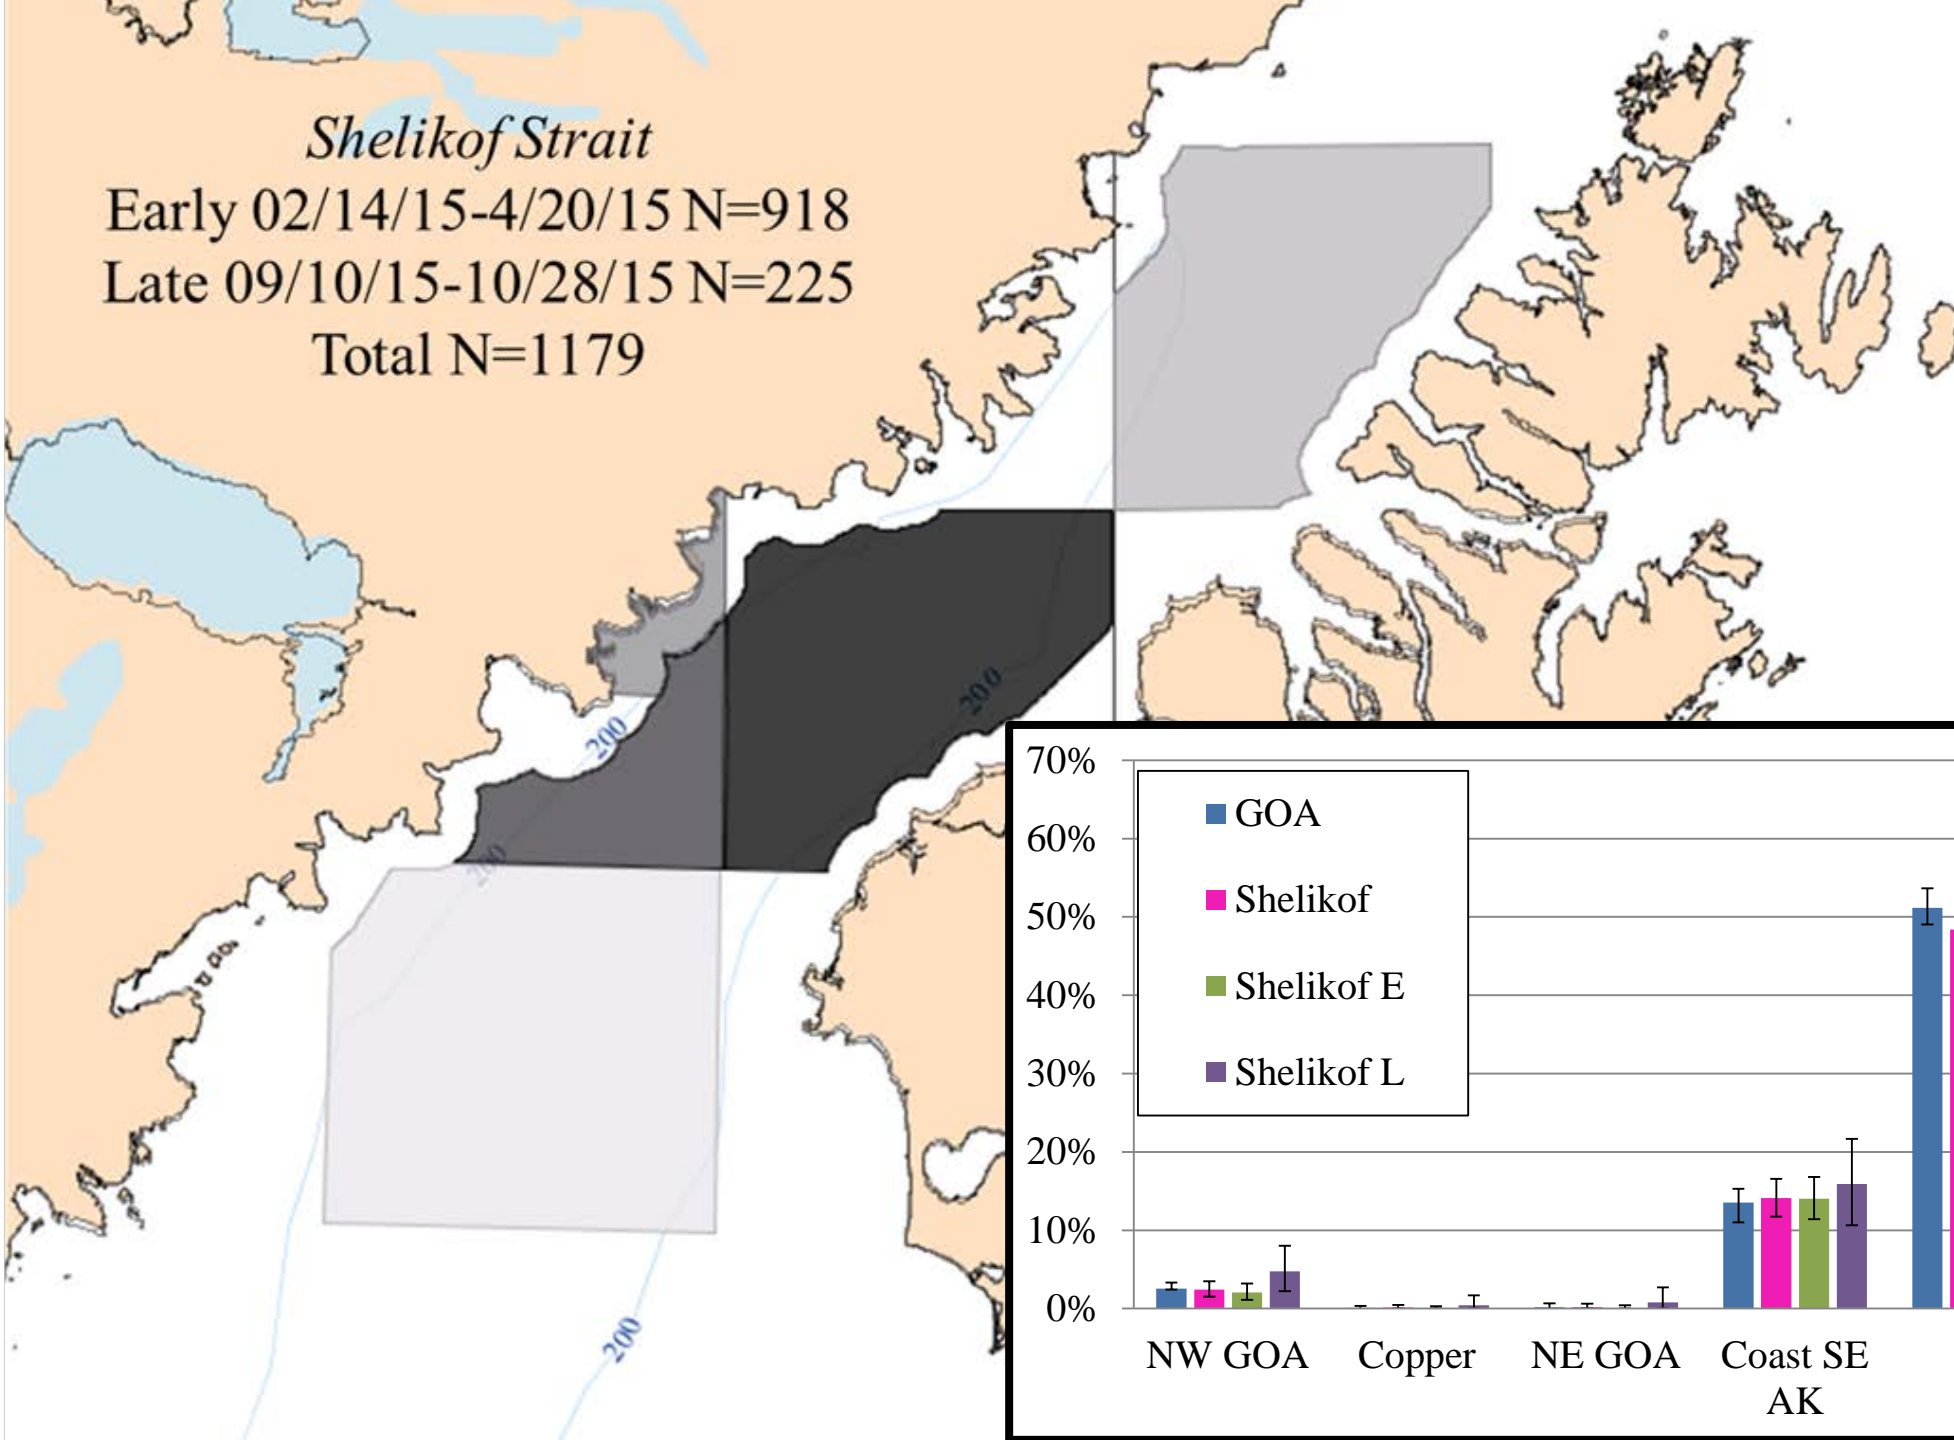 Shelikof Strait
Early 02/14/15-4/20/15 N=918
Late 09/10/15-10/28/15 N=225
Total N=1179
200
200
200
200
70%
60%
50%
40%
30%
20%
10%
0%
GOA
Shelikof
Shelikof E
Shelikof L
NW GOA
Copper
NE GOA
Coast SE
AK